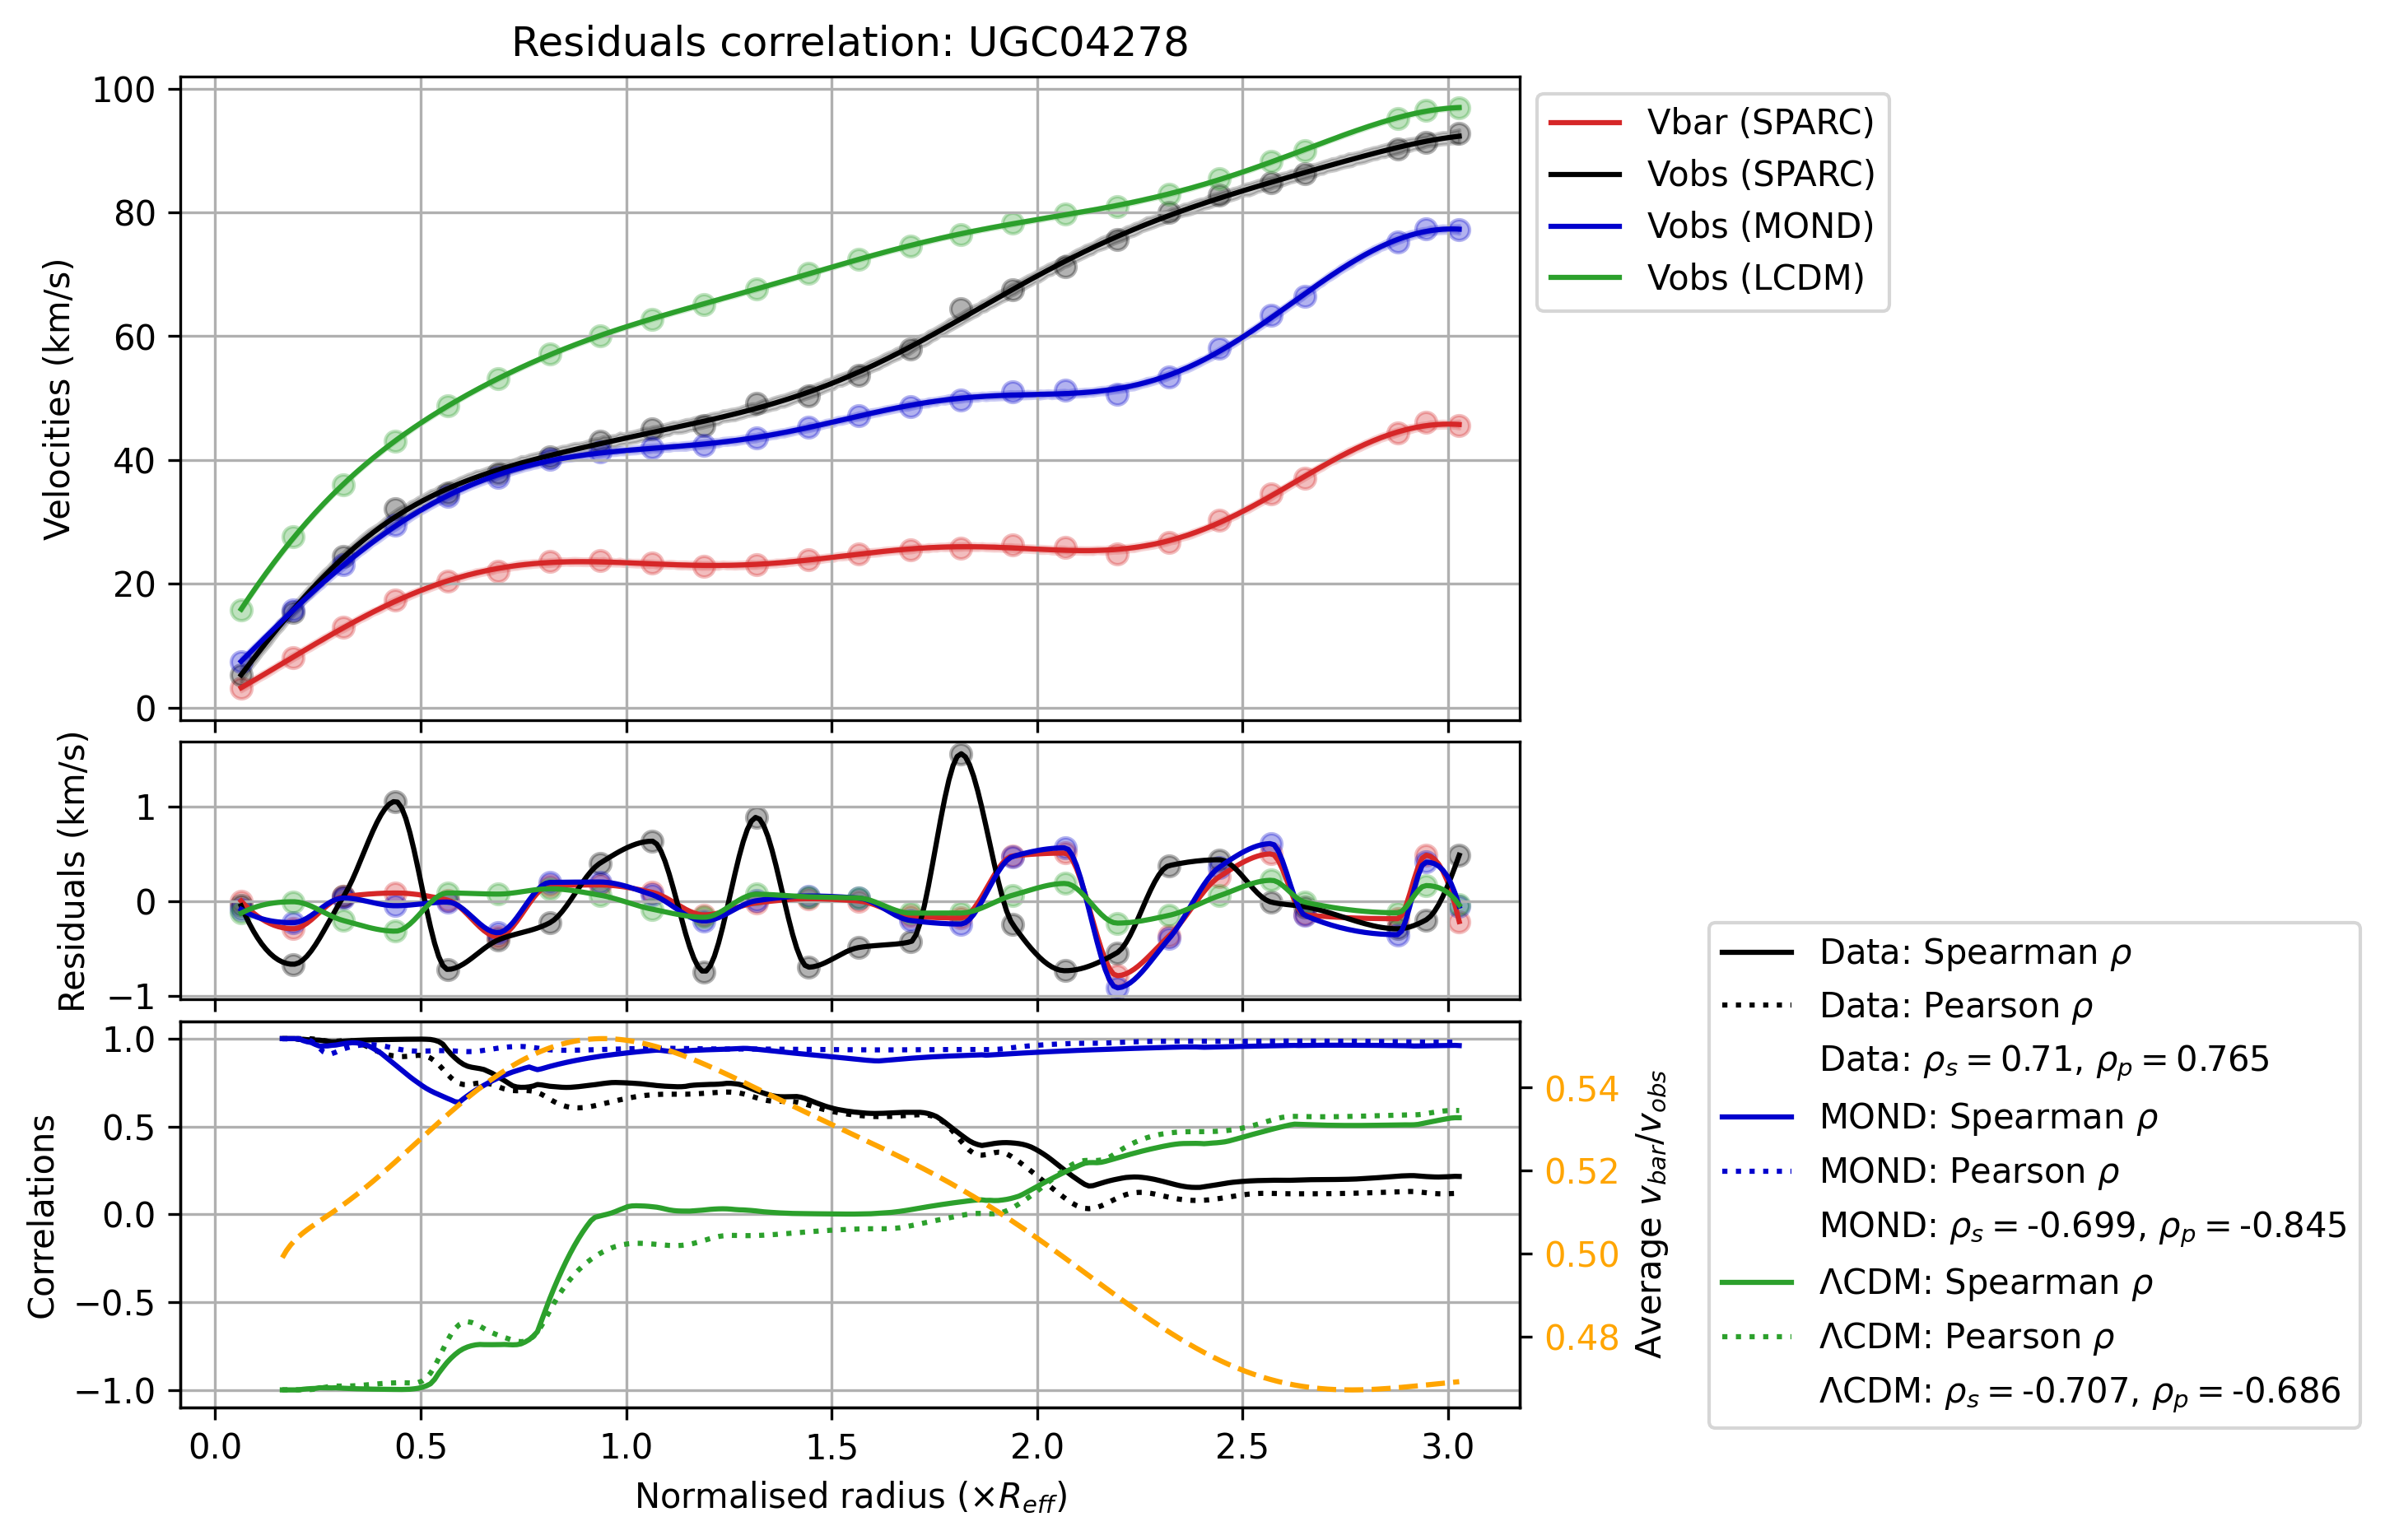 Residuals correlation: UGC04278
100
80
60
40
20
0
Velocities (km/s)
Vbar (SPARC)
Vobs (SPARC)
Vobs (MOND)
Vobs (LCDM)
1
0
−1
Residuals (km/s)
1.0
0.5
0.0
−0.5
−1.0
Correlations
0.54
0.52
0.50
0.48
Average v_bar/v_obs
0.0 0.5 1.0 1.5 2.0 2.5 3.0
Normalised radius (×R_eff)
Data: Spearman ρ
Data: Pearson ρ
Data: ρ_s = 0.71, ρ_p = 0.765
MOND: Spearman ρ
MOND: Pearson ρ
MOND: ρ_s = -0.699, ρ_p = -0.845
ΛCDM: Spearman ρ
ΛCDM: Pearson ρ
ΛCDM: ρ_s = -0.707, ρ_p = -0.686